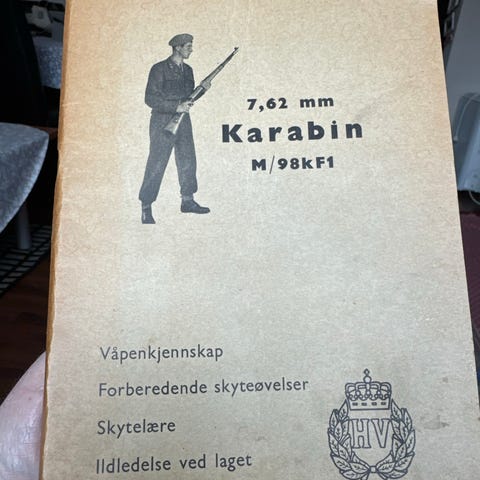 7,62 mm
Karabin
M/98kF1
Våpenkjennskap
Forberedende skyteøvelser
Skytelære
Ildledelse ved laget
HV